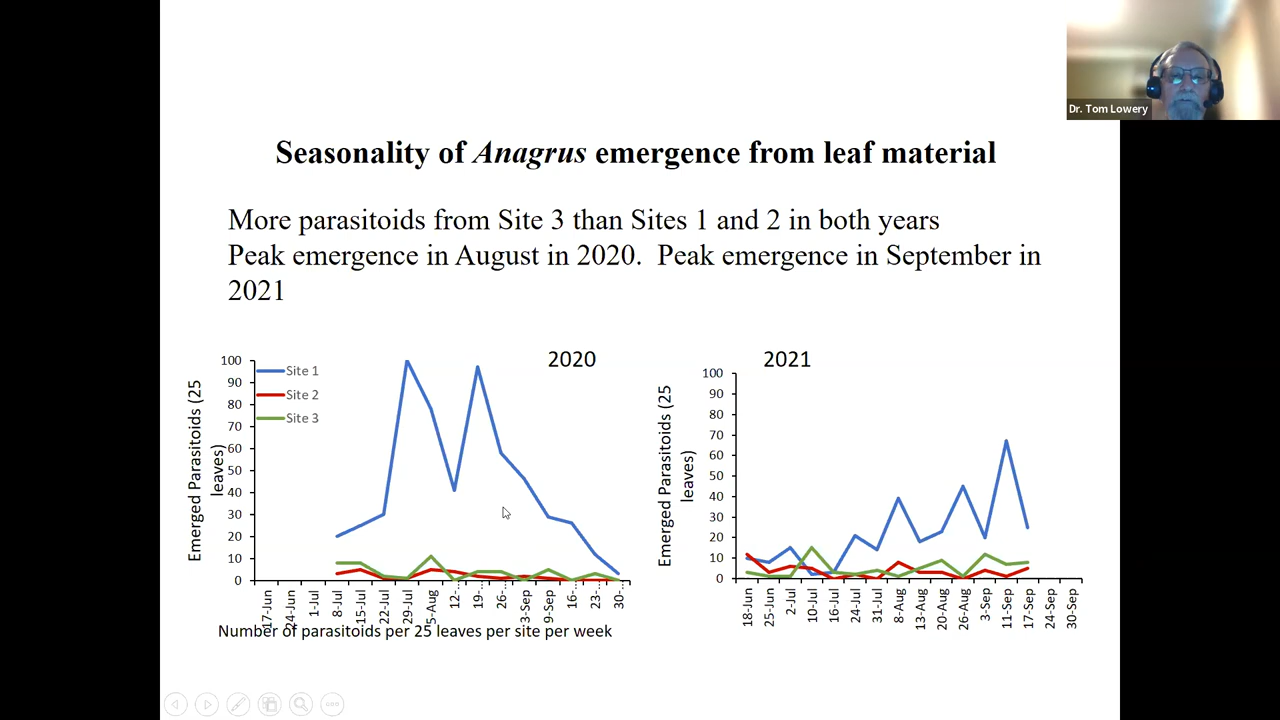 Dr. Tom Lowery
Seasonality of Anagrus emergence from leaf material
More parasitoids from Site 3 than Sites 1 and 2 in both years
Peak emergence in August in 2020. Peak emergence in September in
2021
2020
Emerged Parasitoids (25
leaves)
100
90
80
70
60
50
40
30
20
10
0
Site 1
Site 2
Site 3
17-Jun
24-Jun
1-Jul
8-Jul
15-Jul
22-Jul
29-Jul
5-Aug
12-...
19-...
26-...
3-Sep
9-Sep
16-...
23-...
30-...
Number of parasitoids per 25 leaves per site per week
2021
Emerged Parasitoids (25
leaves)
100
90
80
70
60
50
40
30
20
10
0
18-Jun
25-Jun
2-Jul
10-Jul
16-Jul
24-Jul
31-Jul
8-Aug
13-Aug
20-Aug
26-Aug
3-Sep
11-Sep
17-Sep
24-Sep
30-Sep